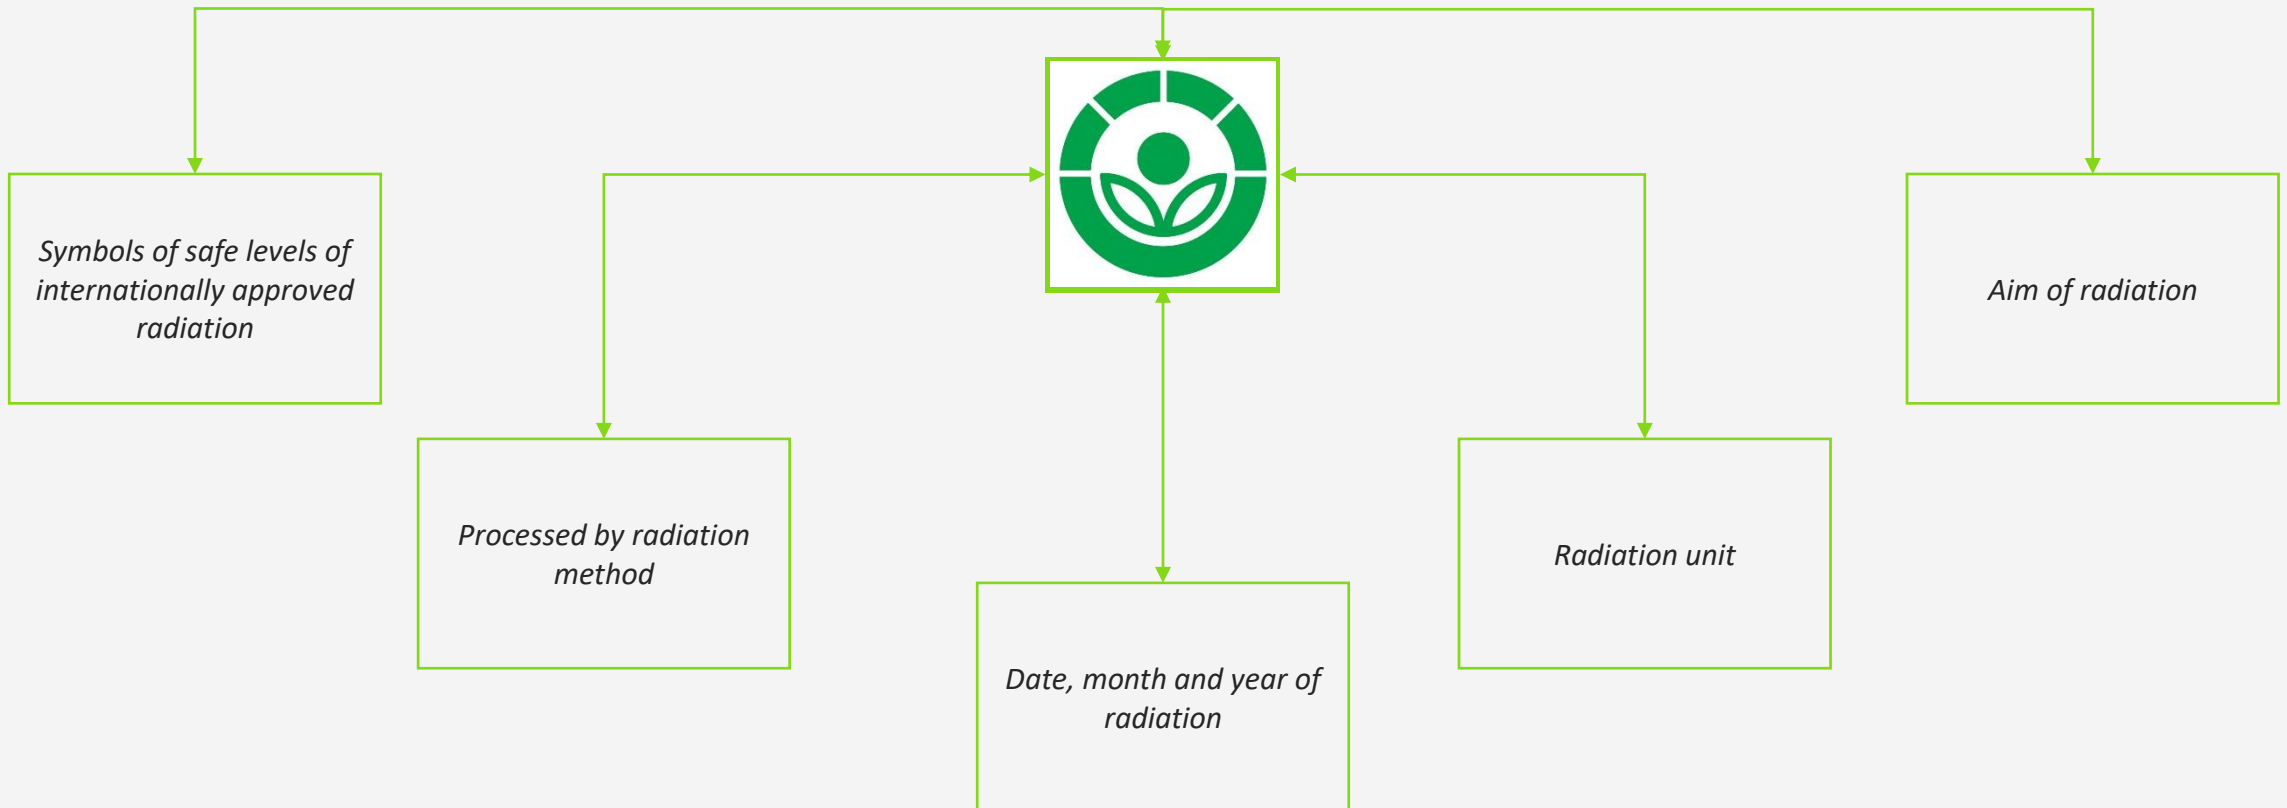 Symbols of safe levels of
internationally approved
radiation
Processed by radiation
method
Date, month and year of
radiation
Radiation unit
Aim of radiation